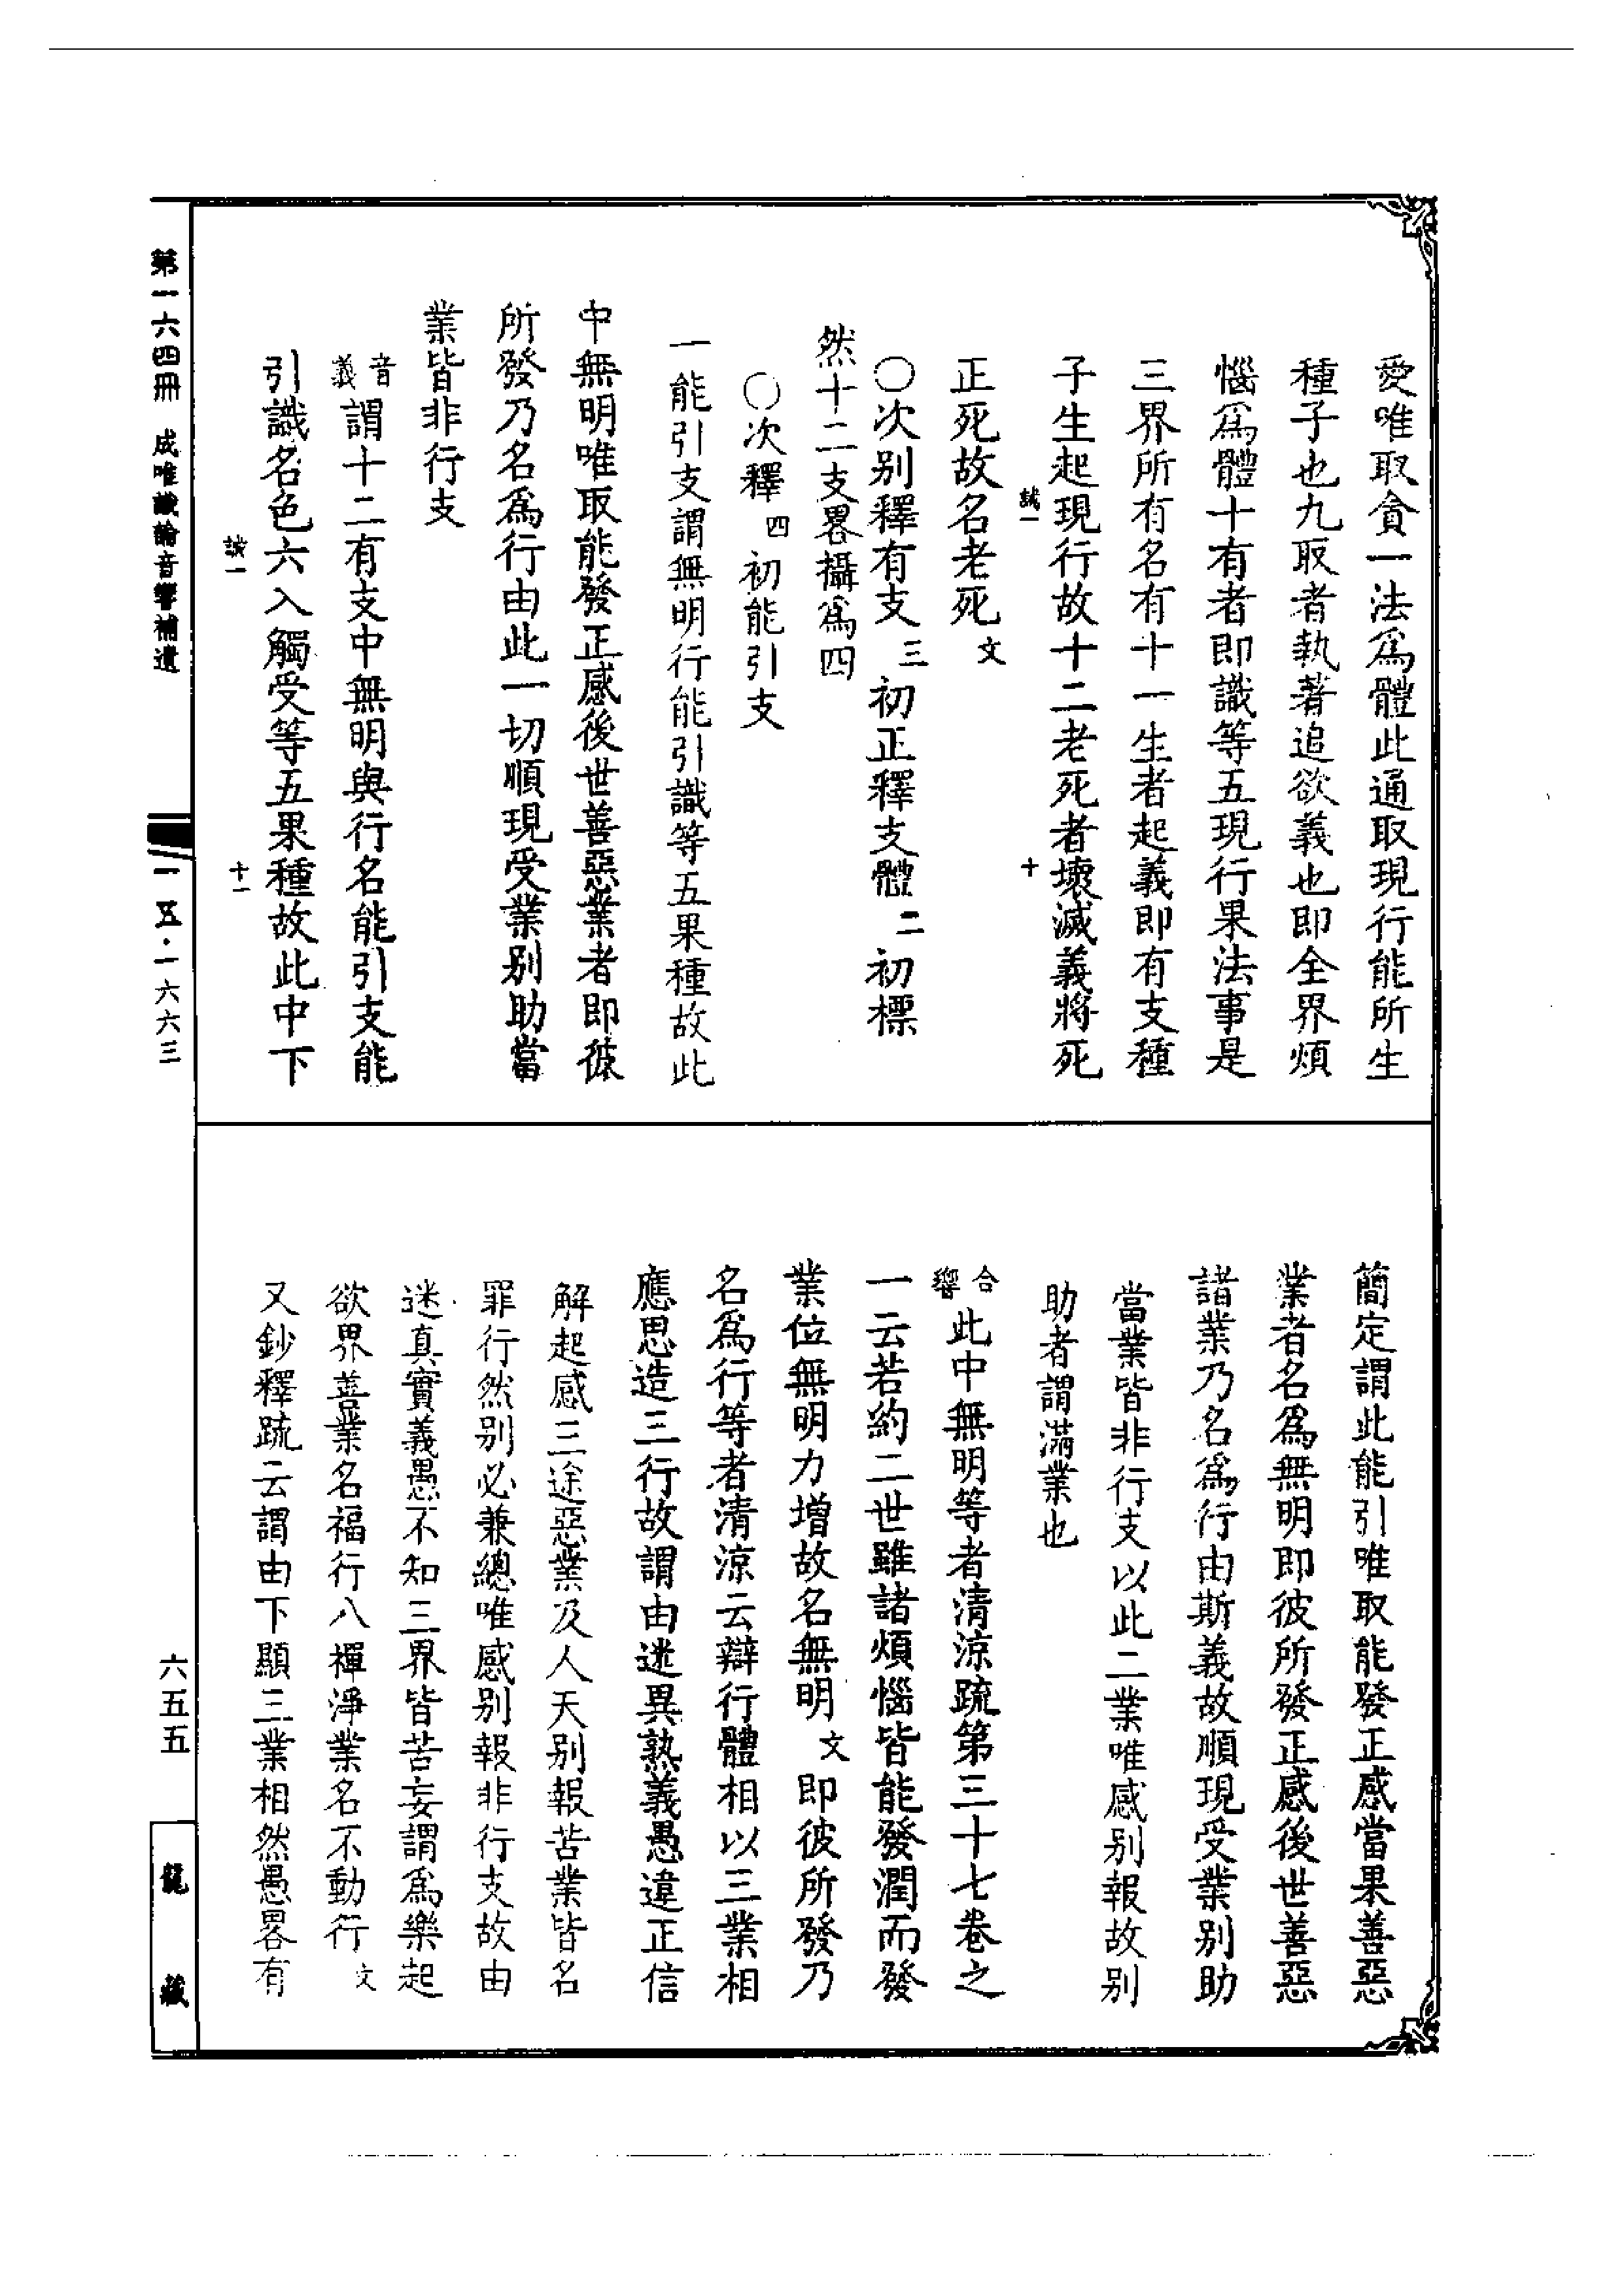 愛唯取貪一法爲體此通取現行能所生
種子也九取者執著追欲義也即全界煩
惱爲體十有者即識等五現行果法事是
三界所有名有十一生者起義即有支種
子生起現行故十二老死者壞滅義將死
誠一 十
正死故名老死文
〇次別釋有支三初正釋支體二初標
然十二支畧攝爲四
〇次釋四初能引支
一能引支謂無明行能引識等五果種故此
中無明唯取能發正感後世善惡業者即彼
所發乃名爲行由此一切順現受業別助當
業皆非行支
音義謂十二有支中無明與行名能引支能
引識名色六入觸受等五果種故此中下
誠一 十一
簡定謂此能引唯取能發正感當果善惡
業者名爲無明即彼所發正感後世善惡
諸業乃名爲行由斯義故順現受業別助
當業皆非行支以此二業唯感別報故別
助者謂滿業也
合響此中無明等者清涼疏第三十七卷之
一云若約二世雖諸煩惱皆能發潤而發
業位無明力增故名無明文即彼所發乃
名爲行等者清涼云辯行體相以三業相
應思造三行故謂由迷異熟義愚違正信
解起感三途惡業及人天別報苦業皆名
罪行然別必兼總唯感別報非行支故由
迷真實義愚不知三界皆苦妄謂爲樂起
欲界善業名福行八禪淨業名不動行文
又鈔釋疏云謂由下顯三業相然愚畧有
第一六四冊 成唯識論音響補遺
一五·一六六三
六五五
龍藏